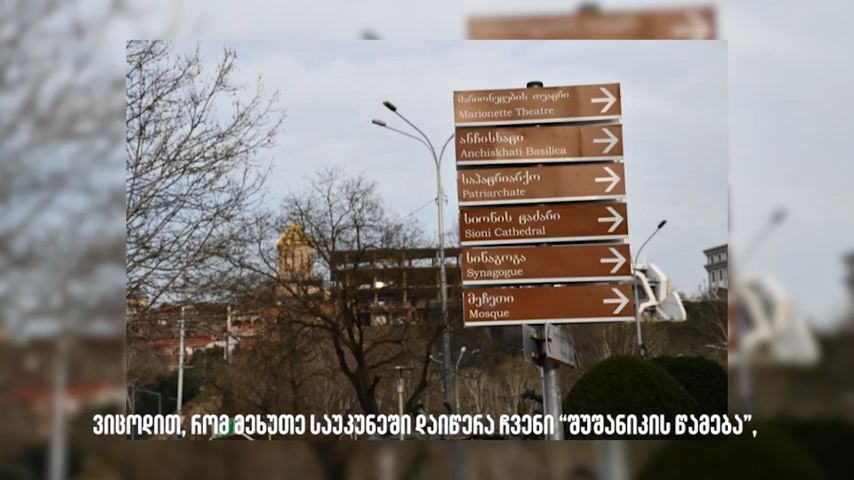 მარიონეტების თეატრი
Marionette Theatre
ანჩისხატი
Anchiskhati Basilica
საპატრიარქო
Patriarchate
სიონის ტაძარი
Sioni Cathedral
სინაგოგა
Synagogue
მეჩეთი
Mosque
ვიცოდით, რომ მეხუთე საუკუნეში დაიწერა ჩვენი “შუშანიკის წამება”,